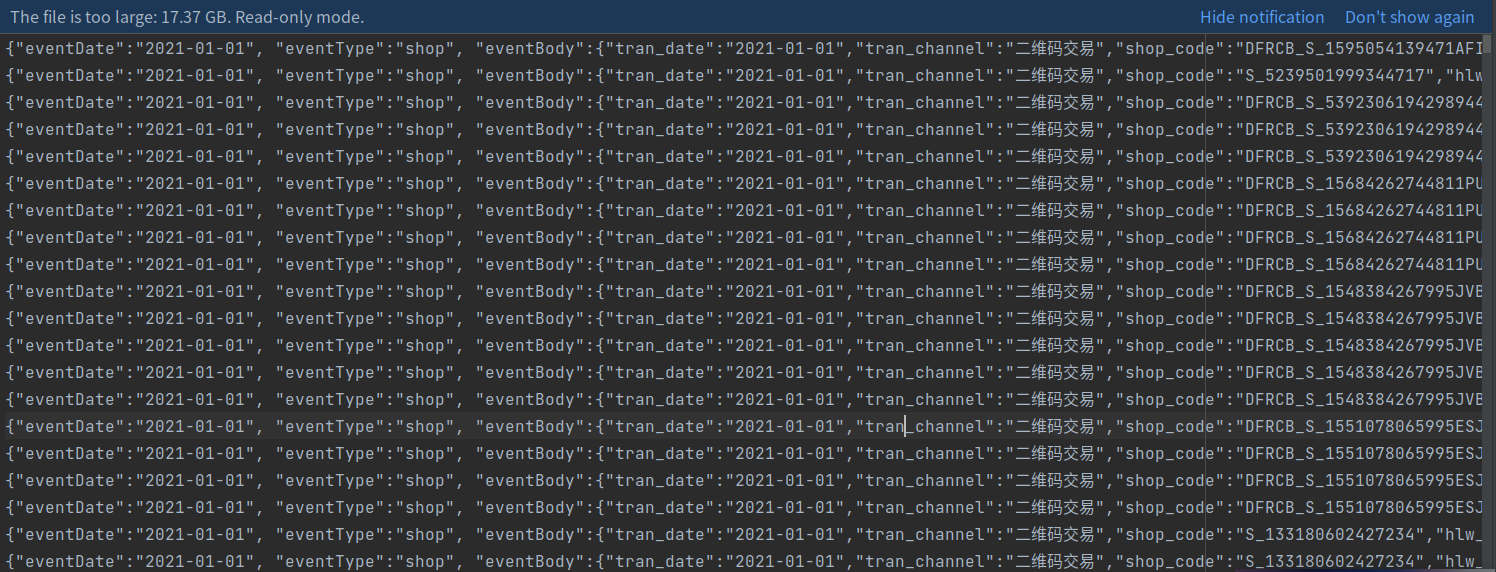 The file is too large: 17.37 GB. Read-only mode. Hide notification Don't show again
{"eventDate":"2021-01-01", "eventType":"shop", "eventBody":{"tran_date":"2021-01-01","tran_channel":"二维码交易","shop_code":"DFRCB_S_1595054139471AFI
{"eventDate":"2021-01-01", "eventType":"shop", "eventBody":{"tran_date":"2021-01-01","tran_channel":"二维码交易","shop_code":"S_5239501999344717","hlw
{"eventDate":"2021-01-01", "eventType":"shop", "eventBody":{"tran_date":"2021-01-01","tran_channel":"二维码交易","shop_code":"DFRCB_S_5392306194298944
{"eventDate":"2021-01-01", "eventType":"shop", "eventBody":{"tran_date":"2021-01-01","tran_channel":"二维码交易","shop_code":"DFRCB_S_5392306194298944
{"eventDate":"2021-01-01", "eventType":"shop", "eventBody":{"tran_date":"2021-01-01","tran_channel":"二维码交易","shop_code":"DFRCB_S_5392306194298944
{"eventDate":"2021-01-01", "eventType":"shop", "eventBody":{"tran_date":"2021-01-01","tran_channel":"二维码交易","shop_code":"DFRCB_S_15684262744811PU
{"eventDate":"2021-01-01", "eventType":"shop", "eventBody":{"tran_date":"2021-01-01","tran_channel":"二维码交易","shop_code":"DFRCB_S_15684262744811PU
{"eventDate":"2021-01-01", "eventType":"shop", "eventBody":{"tran_date":"2021-01-01","tran_channel":"二维码交易","shop_code":"DFRCB_S_15684262744811PU
{"eventDate":"2021-01-01", "eventType":"shop", "eventBody":{"tran_date":"2021-01-01","tran_channel":"二维码交易","shop_code":"DFRCB_S_15684262744811PU
{"eventDate":"2021-01-01", "eventType":"shop", "eventBody":{"tran_date":"2021-01-01","tran_channel":"二维码交易","shop_code":"DFRCB_S_1548384267995JVB
{"eventDate":"2021-01-01", "eventType":"shop", "eventBody":{"tran_date":"2021-01-01","tran_channel":"二维码交易","shop_code":"DFRCB_S_1548384267995JVB
{"eventDate":"2021-01-01", "eventType":"shop", "eventBody":{"tran_date":"2021-01-01","tran_channel":"二维码交易","shop_code":"DFRCB_S_1548384267995JVB
{"eventDate":"2021-01-01", "eventType":"shop", "eventBody":{"tran_date":"2021-01-01","tran_channel":"二维码交易","shop_code":"DFRCB_S_1548384267995JVB
{"eventDate":"2021-01-01", "eventType":"shop", "eventBody":{"tran_date":"2021-01-01","tran_channel":"二维码交易","shop_code":"DFRCB_S_1548384267995JVB
{"eventDate":"2021-01-01", "eventType":"shop", "eventBody":{"tran_date":"2021-01-01","tran_channel":"二维码交易","shop_code":"DFRCB_S_1551078065995ESJ
{"eventDate":"2021-01-01", "eventType":"shop", "eventBody":{"tran_date":"2021-01-01","tran_channel":"二维码交易","shop_code":"DFRCB_S_1551078065995ESJ
{"eventDate":"2021-01-01", "eventType":"shop", "eventBody":{"tran_date":"2021-01-01","tran_channel":"二维码交易","shop_code":"DFRCB_S_1551078065995ESJ
{"eventDate":"2021-01-01", "eventType":"shop", "eventBody":{"tran_date":"2021-01-01","tran_channel":"二维码交易","shop_code":"DFRCB_S_1551078065995ESJ
{"eventDate":"2021-01-01", "eventType":"shop", "eventBody":{"tran_date":"2021-01-01","tran_channel":"二维码交易","shop_code":"S_133180602427234","hlw_
{"eventDate":"2021-01-01", "eventType":"shop", "eventBody":{"tran_date":"2021-01-01","tran_channel":"二维码交易","shop_code":"S_133180602427234","hlw_